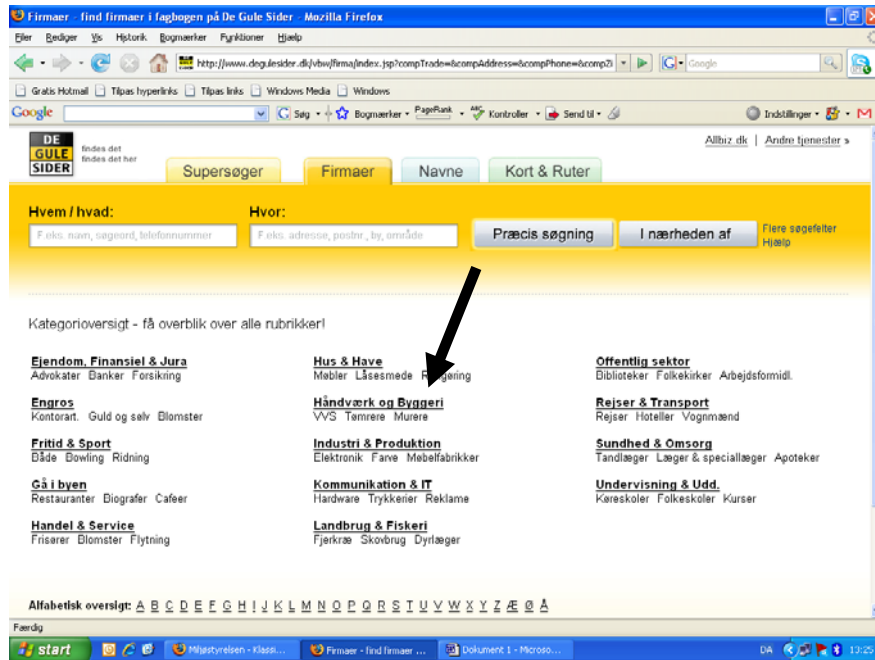 Firmaer - find firmaer i fagbogen på De Gule Sider - Mozilla Firefox
Filer Rediger Vis Historik Bogmærker Funktioner Hjælp
http://www.degulesider.dk/vbw/firma/index.jsp?compTrade=&compAddress=&compPhone=&compZi G Google
Gratis Hotmail Tilpas hyperlinks Tilpas links Windows Media Windows
Google G Søg Bogmærker PageRank ABC Kontroller Send til Indstillinger
DE GULE SIDER findes det findes det her Allbiz.dk | Andre tjenester »
Supersøger Firmaer Navne Kort & Ruter
Hvem / hvad: Hvor:
F.eks. navn, søgeord, telefonnummer F.eks. adresse, postnr., by, område Præcis søgning I nærheden af Flere søgefelter
Hjælp
Kategorioversigt - få overblik over alle rubrikker!
Ejendom, Finansiel & Jura
Advokater Banker Forsikring
Engros
Kontorart. Guld og sølv Blomster
Fritid & Sport
Både Bowling Ridning
Gå i byen
Restauranter Biografer Cafeer
Handel & Service
Frisører Blomster Flytning
Hus & Have
Møbler Låsesmede
Håndværk og Byggeri
VVS Tømrere Murere
Industri & Produktion
Elektronik Farve Møbelfabrikker
Kommunikation & IT
Hardware Trykkerier Reklame
Landbrug & Fiskeri
Fjerkræ Skovbrug Dyrlæger
Offentlig sektor
Biblioteker Folkekirker Arbejdsformidl.
Rejser & Transport
Rejser Hoteller Vognmænd
Sundhed & Omsorg
Tandlæger Læger & speciallæger Apoteker
Undervisning & Udd.
Køreskoler Folkeskoler Kurser
Alfabetisk oversigt: A B C D E F G H I J K L M N O P Q R S T U V W X Y Z Æ Ø Å
Færdig
start Miljøstyrelsen - Klassi... Firmaer - find firmaer ... Dokument 1 - Microso... DA 13:25